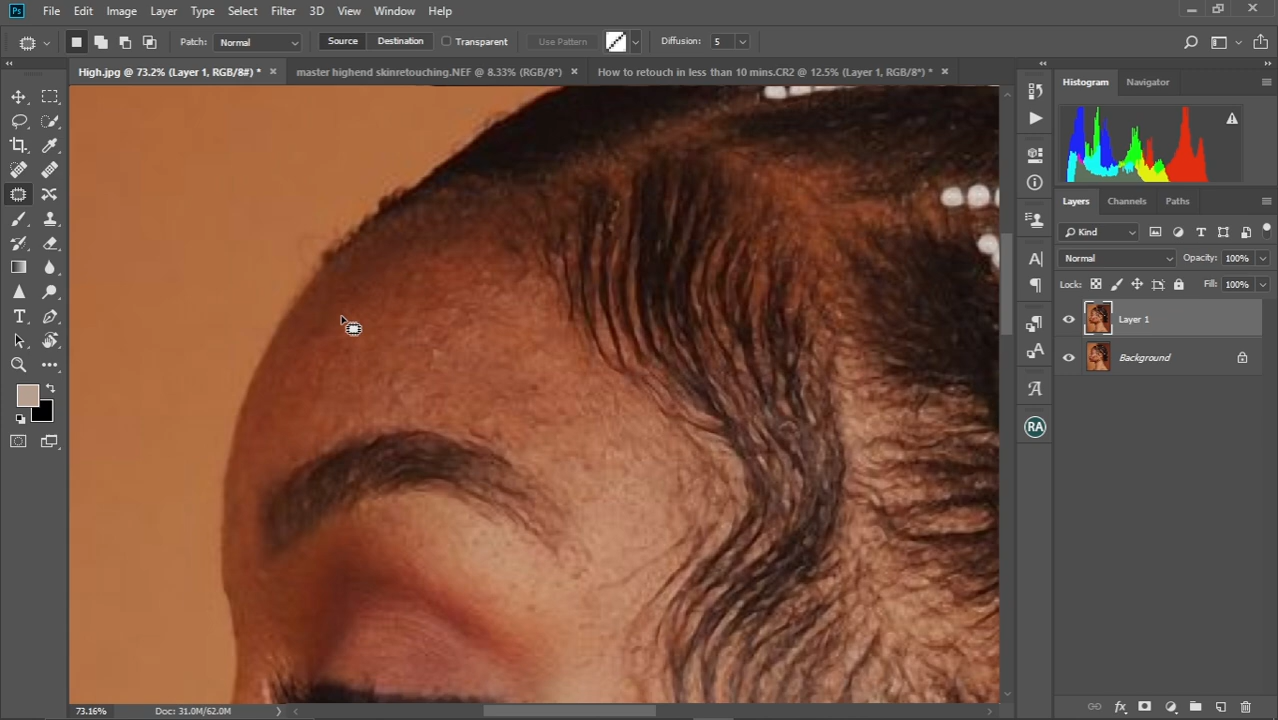 Ps File Edit Image Layer Type Select Filter 3D View Window Help
Patch: Normal Source Destination Transparent Use Pattern Diffusion: 5
High.jpg @ 73.2% (Layer 1, RGB/8#) * × master highend skinretouching.NEF @ 8.33% (RGB/8*) × How to retouch in less than 10 mins.CR2 @ 12.5% (Layer 1, RGB/8*) * ×
Histogram Navigator
Layers Channels Paths
Kind
Normal Opacity: 100%
Lock: Fill: 100%
Layer 1
Background
RA
73.16% Doc: 31.0M/62.0M